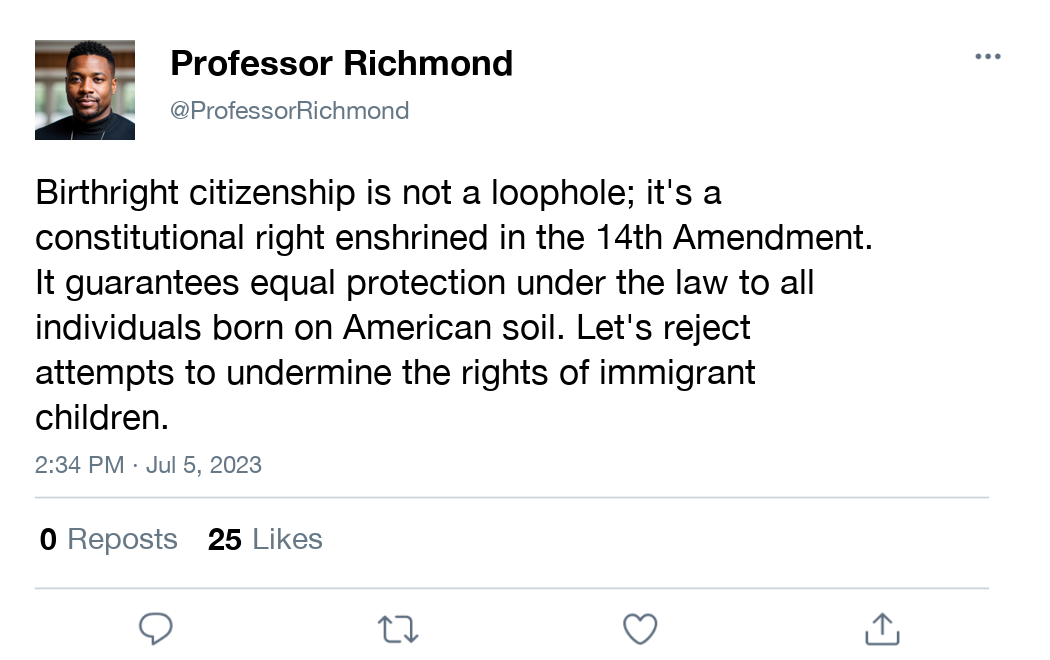 Professor Richmond
@ProfessorRichmond
Birthright citizenship is not a loophole; it's a
constitutional right enshrined in the 14th Amendment.
It guarantees equal protection under the law to all
individuals born on American soil. Let's reject
attempts to undermine the rights of immigrant
children.
2:34 PM · Jul 5, 2023
0 Reposts 25 Likes